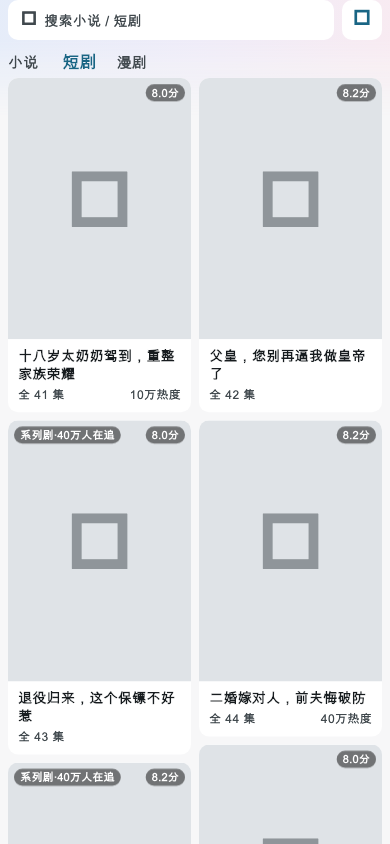 搜索小说 / 短剧
小说 短剧 漫剧
8.0分
十八岁太奶奶驾到，重整
家族荣耀
全 41 集 10万热度
8.2分
父皇，您别再逼我做皇帝
了
全 42 集
系列剧·40万人在追 8.0分
退役归来，这个保镖不好
惹
全 43 集
8.2分
二婚嫁对人，前夫悔破防
全 44 集 40万热度
系列剧·40万人在追 8.2分
8.0分